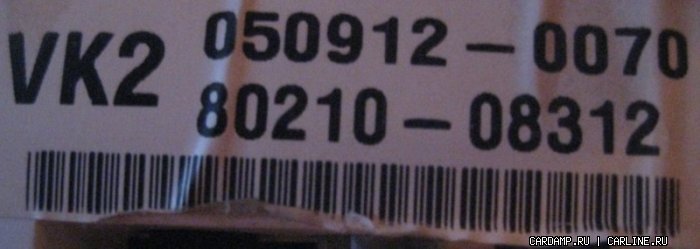 VK2 050912-0070
80210-08312
CARDAMP.RU | CARLINE.RU